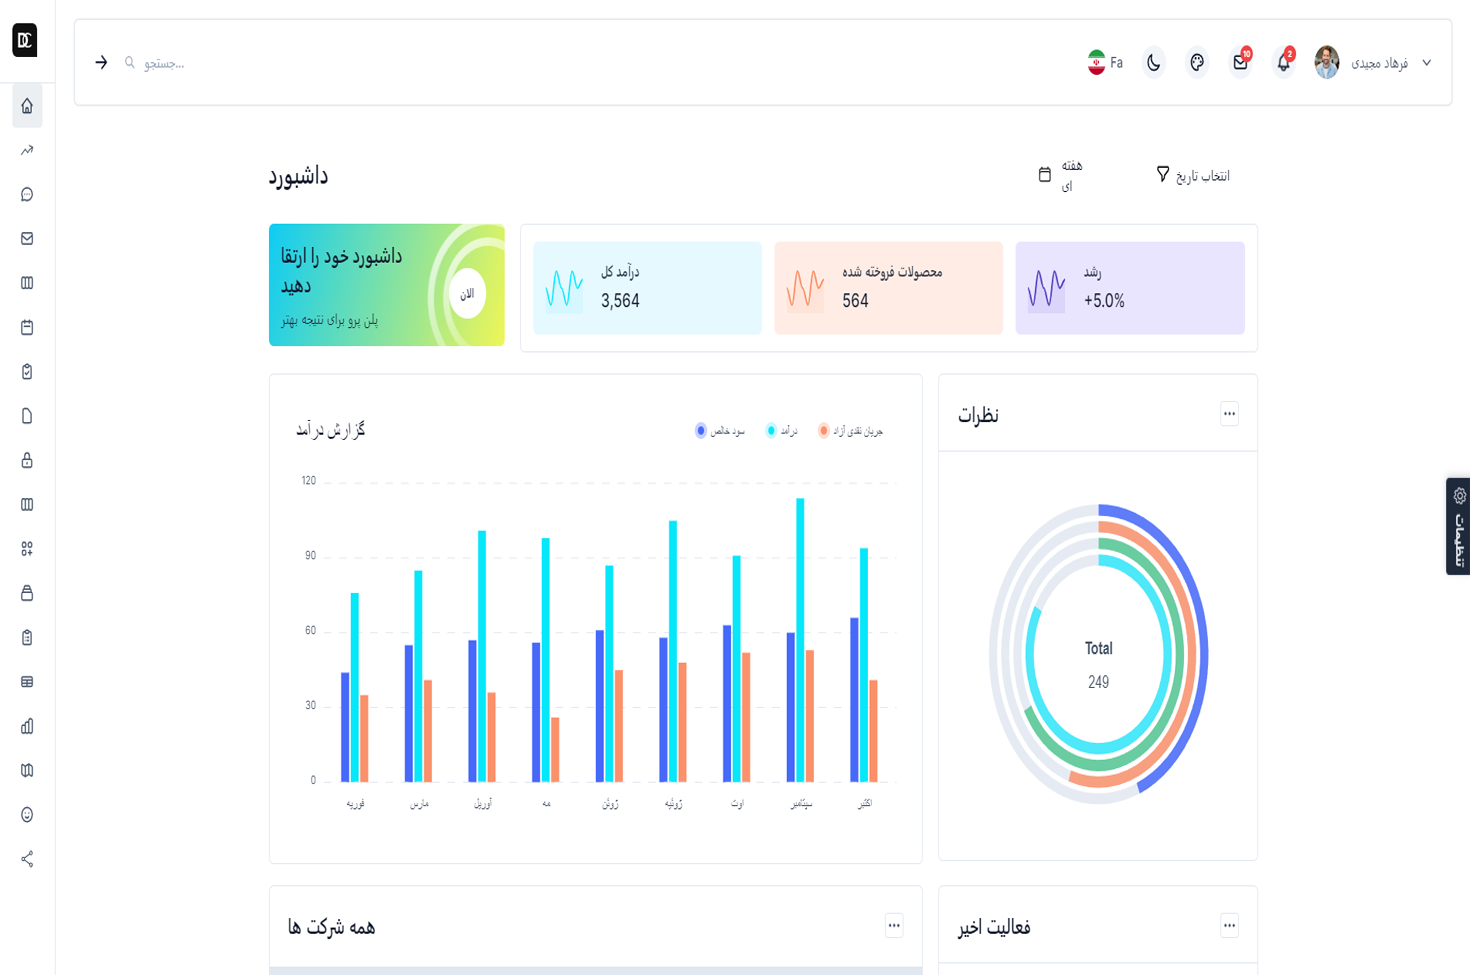 DC
جستجو...
Fa
10
2
فرهاد مجیدی
داشبورد
هفته
ای
انتخاب تاریخ
داشبورد خود را ارتقا
دهید
پلن پرو برای نتیجه بهتر
الان
درآمد کل
3,564
محصولات فروخته شده
564
رشد
+5.0%
گزارش درآمد
سود خالص
درآمد
جریان نقدی آزاد
120
90
60
30
0
فوریه
مارس
آوریل
مه
ژوئن
ژوئیه
اوت
سپتامبر
اکتبر
نظرات
Total
249
تنظیمات
همه شرکت ها
فعالیت اخیر